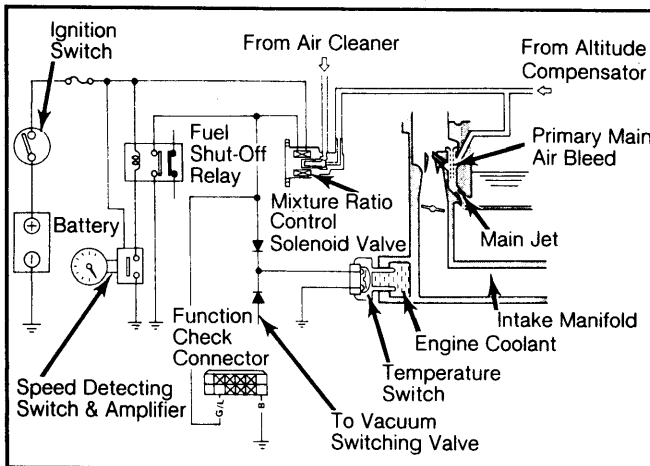 Ignition
Switch
From Air Cleaner
From Altitude
Compensator
Fuel
Shut-Off
Relay
Primary Main
Air Bleed
Battery
Mixture Ratio
Control
Solenoid Valve
Main Jet
Function
Check
Connector
Intake Manifold
Engine Coolant
Temperature
Switch
Speed Detecting
Switch & Amplifier
G/L
B
To Vacuum
Switching Valve